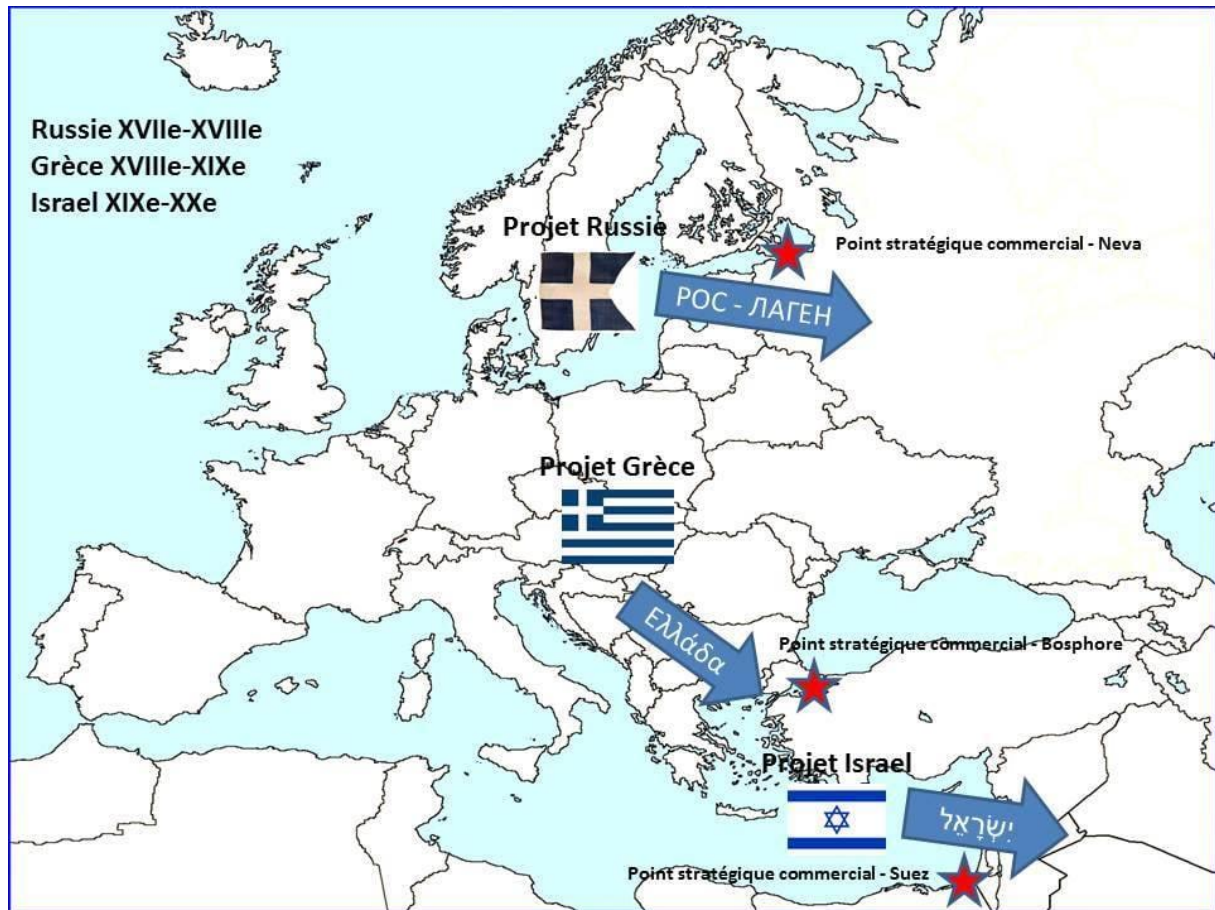 Russie XVIIe-XVIIIe
Grèce XVIIIe-XIXe
Israel XIXe-XXe
Projet Russie
Point stratégique commercial - Neva
РОС - ЛАГЕН
Projet Grèce
Ελλάδα
Point stratégique commercial - Bosphore
Projet Israel
יִשְׂרָאֵל
Point stratégique commercial - Suez